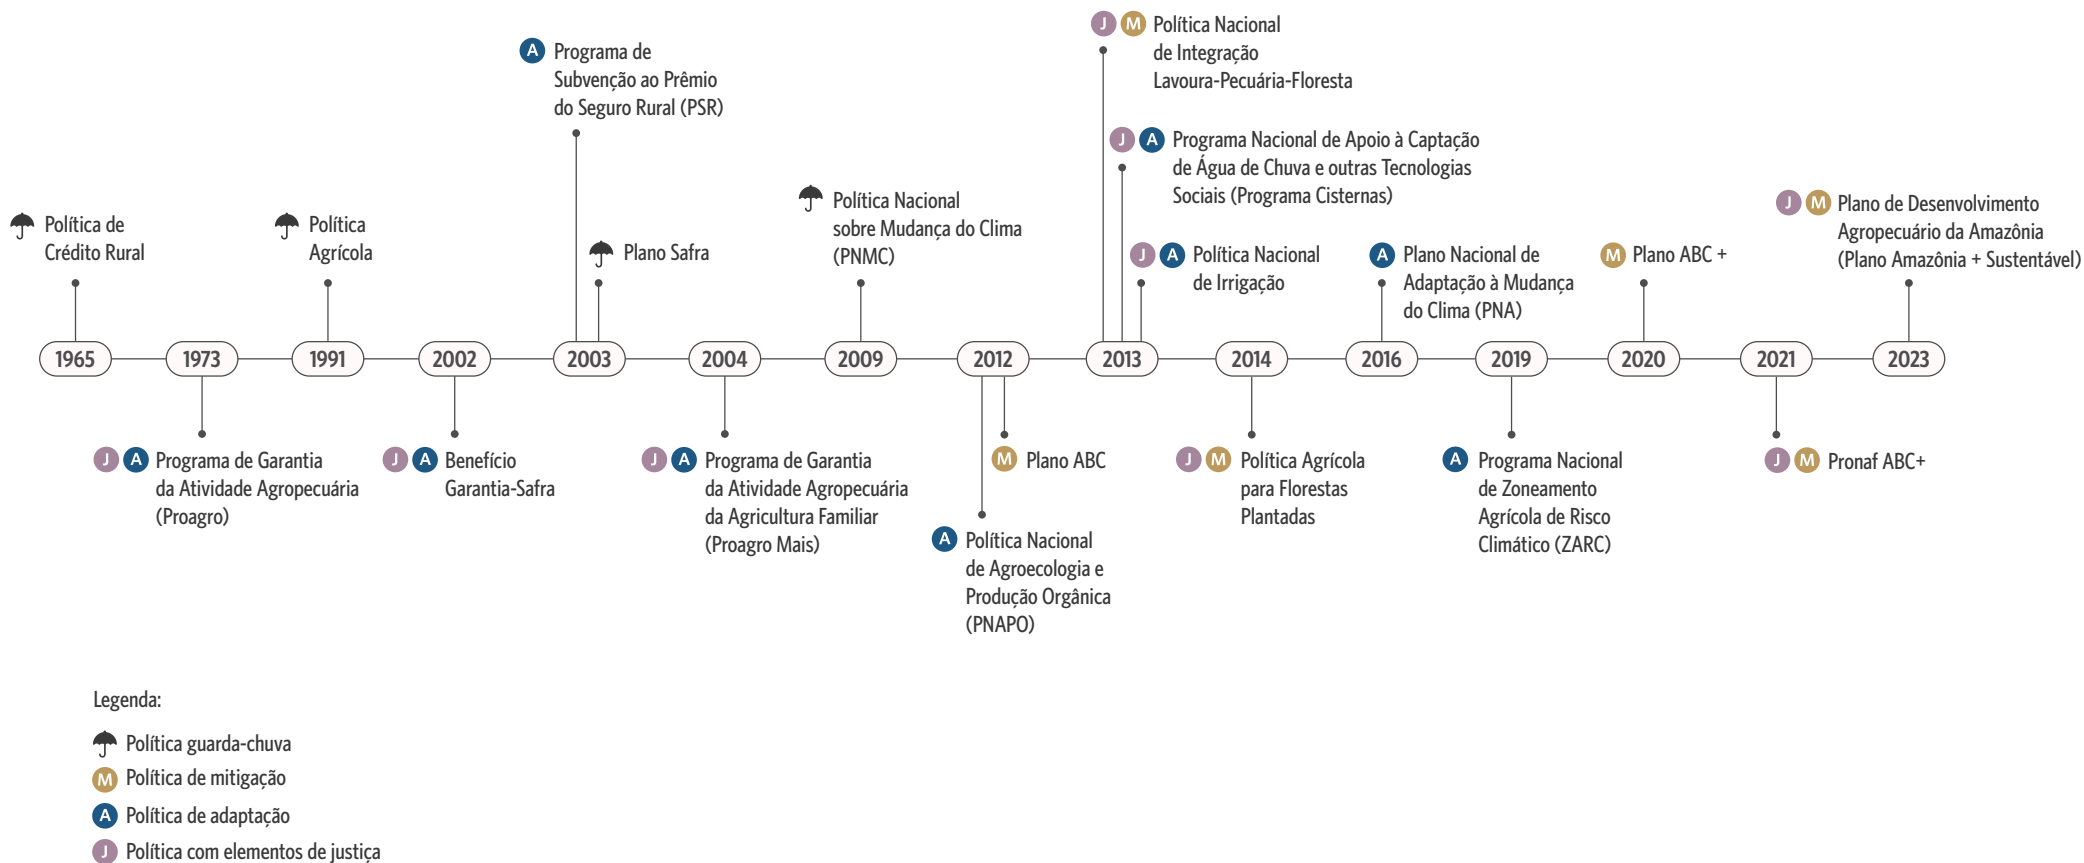 J M Política Nacional
de Integração
Lavoura-Pecuária-Floresta
A Programa de
Subvenção ao Prêmio
do Seguro Rural (PSR)
J A Programa Nacional de Apoio à Captação
de Água de Chuva e outras Tecnologias
Sociais (Programa Cisternas)
Política de
Crédito Rural
Política
Agrícola
Plano Safra
Política Nacional
sobre Mudança do Clima
(PNMC)
J A Política Nacional
de Irrigação
A Plano Nacional de
Adaptação à Mudança
do Clima (PNA)
M Plano ABC +
J M Plano de Desenvolvimento
Agropecuário da Amazônia
(Plano Amazônia + Sustentável)
1965 1973 1991 2002 2003 2004 2009 2012 2013 2014 2016 2019 2020 2021 2023
J A Programa de Garantia
da Atividade Agropecuária
(Proagro)
J A Benefício
Garantia-Safra
J A Programa de Garantia
da Atividade Agropecuária
da Agricultura Familiar
(Proagro Mais)
M Plano ABC
A Política Nacional
de Agroecologia e
Produção Orgânica
(PNAPO)
J M Política Agrícola
para Florestas
Plantadas
A Programa Nacional
de Zoneamento
Agrícola de Risco
Climático (ZARC)
J M Pronaf ABC+
Legenda:
Política guarda-chuva
M Política de mitigação
A Política de adaptação
J Política com elementos de justiça